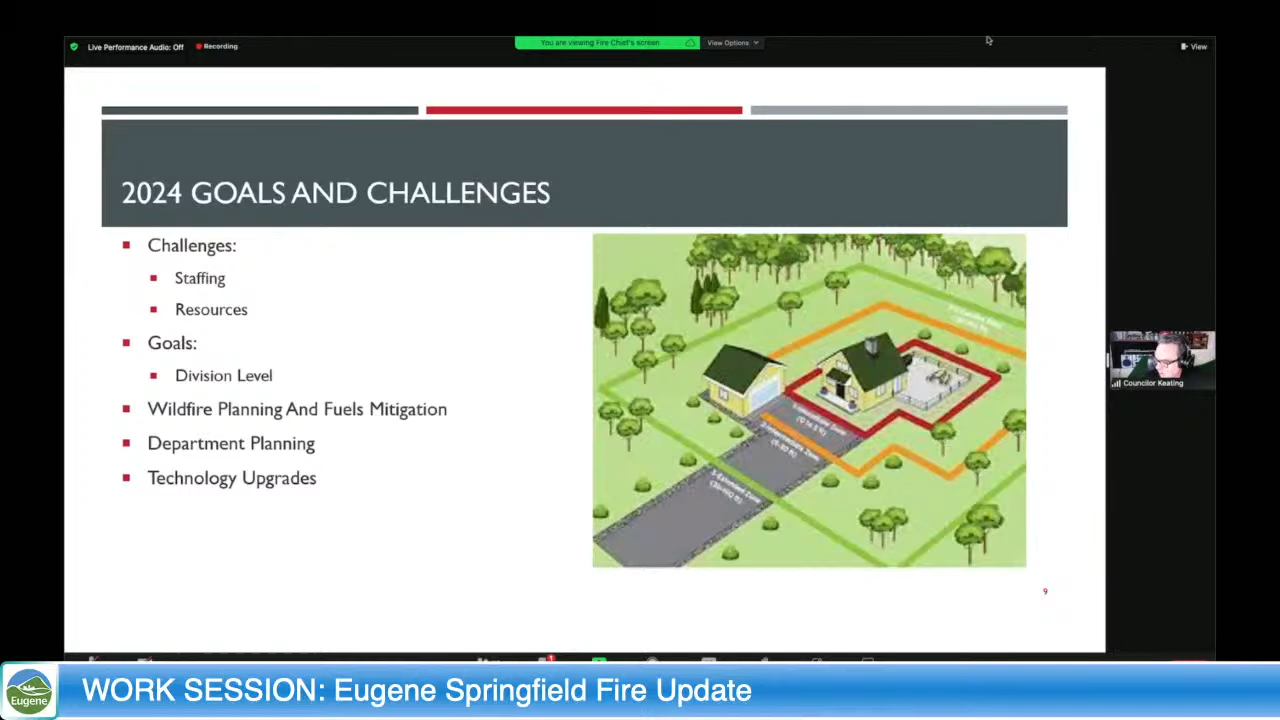 Live Performance Audio: Off
Recording
You are viewing Fire Chief's screen
View Options
View
2024 GOALS AND CHALLENGES
Challenges:
Staffing
Resources
Goals:
Division Level
Wildfire Planning And Fuels Mitigation
Department Planning
Technology Upgrades
Councilor Keating
9
1
Eugene
WORK SESSION: Eugene Springfield Fire Update